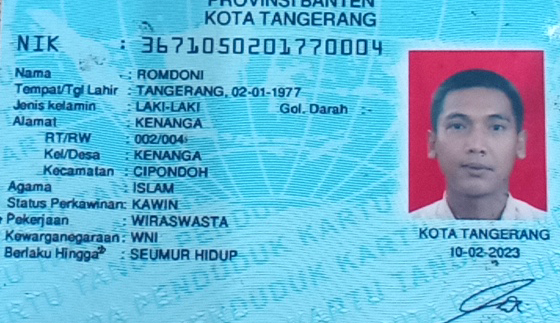 PROVINSI BANTEN
KOTA TANGERANG
NIK : 3671050201770004
Nama : ROMDONI
Tempat/Tgl Lahir : TANGERANG, 02-01-1977
Jenis kelamin : LAKI-LAKI Gol. Darah : -
Alamat : KENANGA
RT/RW : 002/004
Kel/Desa : KENANGA
Kecamatan : CIPONDOH
Agama : ISLAM
Status Perkawinan: KAWIN
Pekerjaan : WIRASWASTA
Kewarganegaraan: WNI
Berlaku Hingga : SEUMUR HIDUP
KOTA TANGERANG
10-02-2023